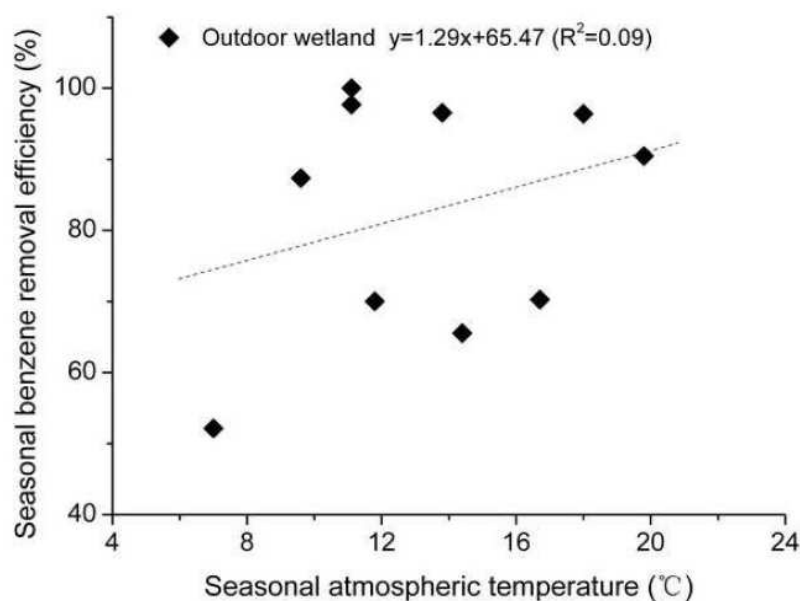 Outdoor wetland y=1.29x+65.47 (R²=0.09)
Seasonal benzene removal efficiency (%)
100
80
60
40
4 8 12 16 20 24
Seasonal atmospheric temperature (℃)